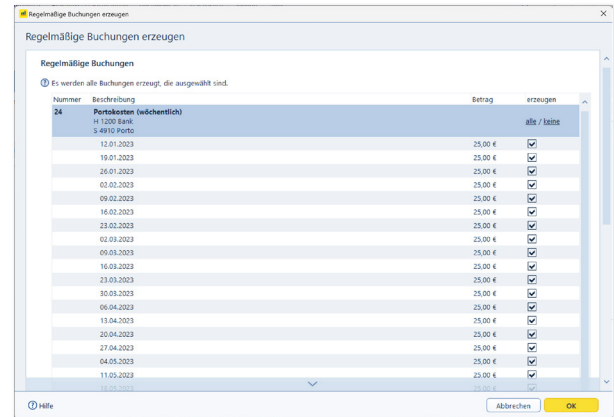 Regelmäßige Buchungen erzeugen
Regelmäßige Buchungen erzeugen
Regelmäßige Buchungen
Es werden alle Buchungen erzeugt, die ausgewählt sind.
Nummer Beschreibung Betrag erzeugen
24 Portokosten (wöchentlich)
H 1200 Bank alle / keine
S 4910 Porto
12.01.2023 25,00 €
19.01.2023 25,00 €
26.01.2023 25,00 €
02.02.2023 25,00 €
09.02.2023 25,00 €
16.02.2023 25,00 €
23.02.2023 25,00 €
02.03.2023 25,00 €
09.03.2023 25,00 €
16.03.2023 25,00 €
23.03.2023 25,00 €
30.03.2023 25,00 €
06.04.2023 25,00 €
13.04.2023 25,00 €
20.04.2023 25,00 €
27.04.2023 25,00 €
04.05.2023 25,00 €
11.05.2023 25,00 €
18.05.2023 25,00 €
Hilfe Abbrechen OK